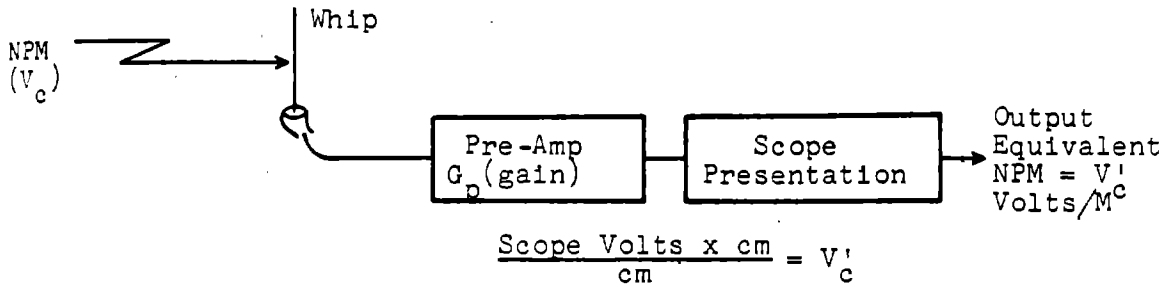 Whip
NPM
(V_c)
Pre-Amp
G_p(gain)
Scope
Presentation
Output
Equivalent
NPM = V'_c
Volts/M
Scope Volts x cm
cm
= V'_c